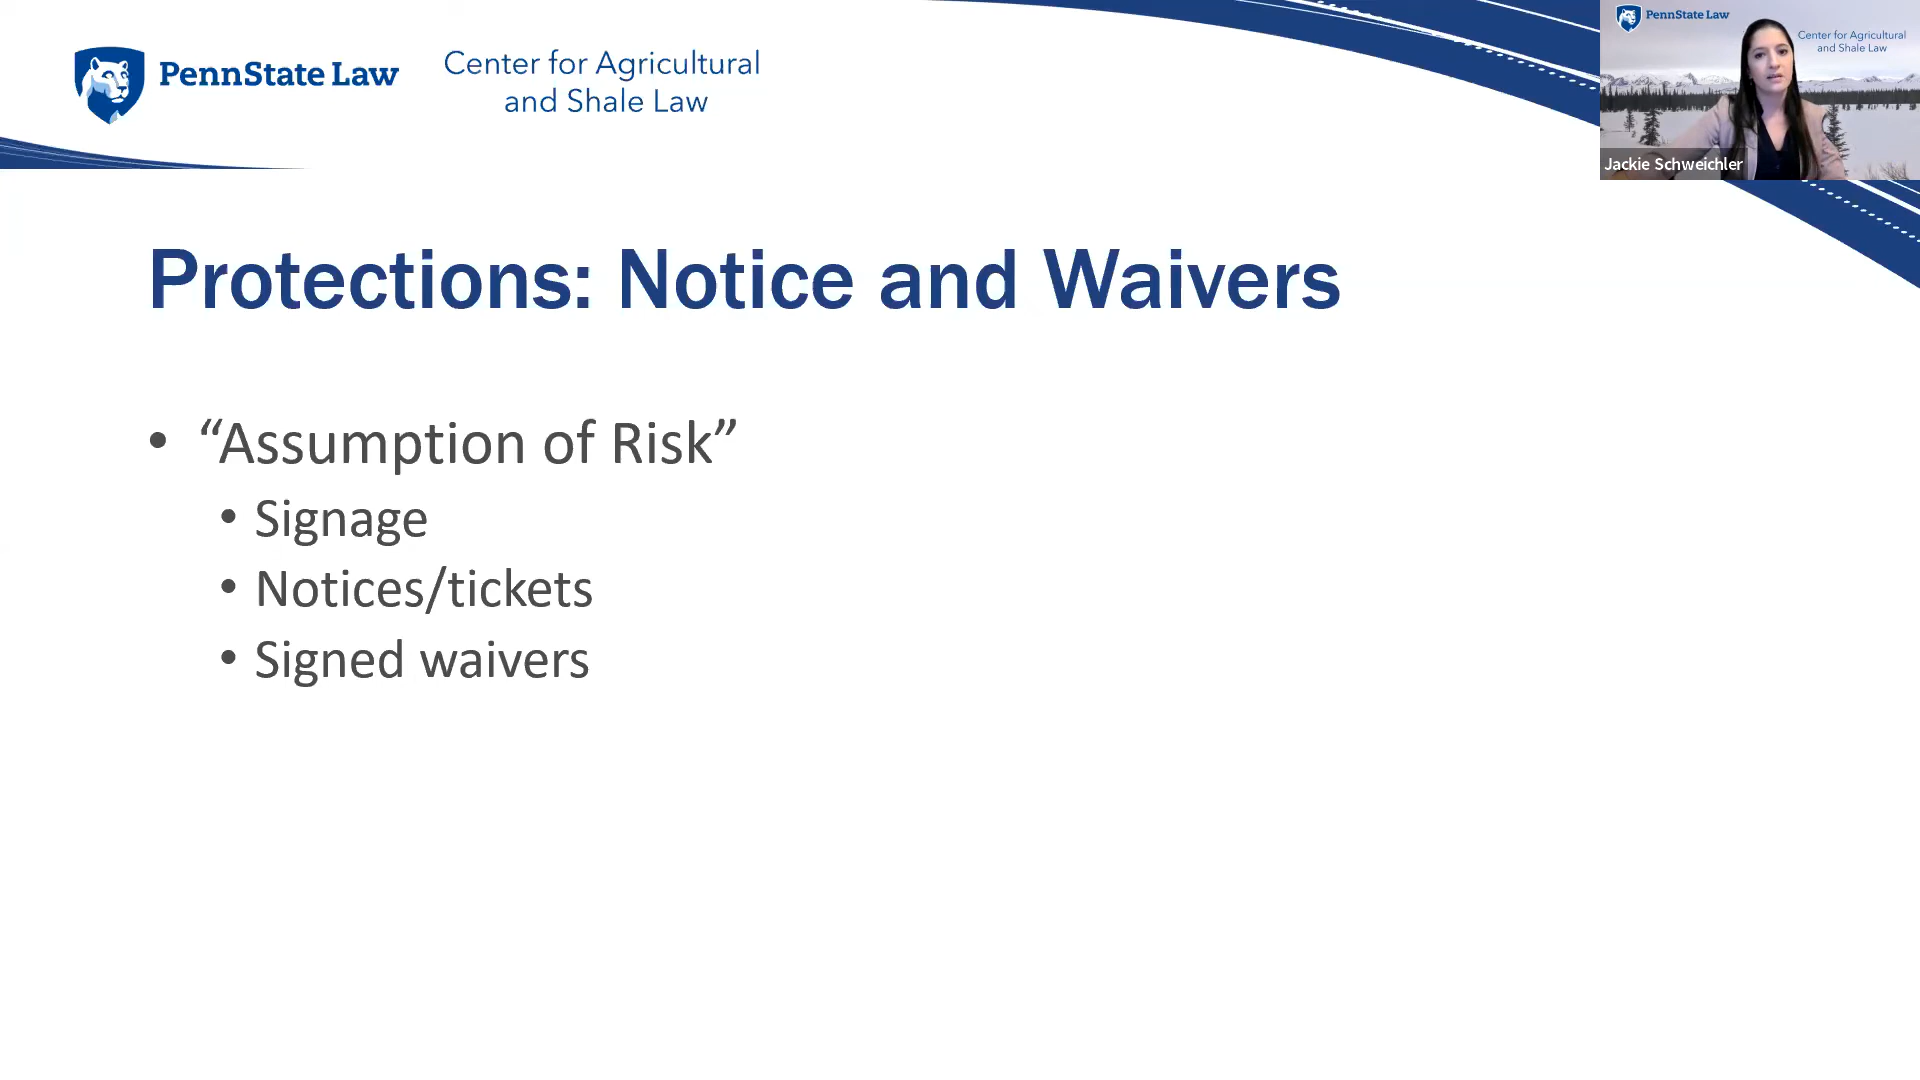 PennState Law
Center for Agricultural
and Shale Law
PennState Law
Center for Agricultural
and Shale Law
Jackie Schweichler
Protections: Notice and Waivers
• “Assumption of Risk”
• Signage
• Notices/tickets
• Signed waivers